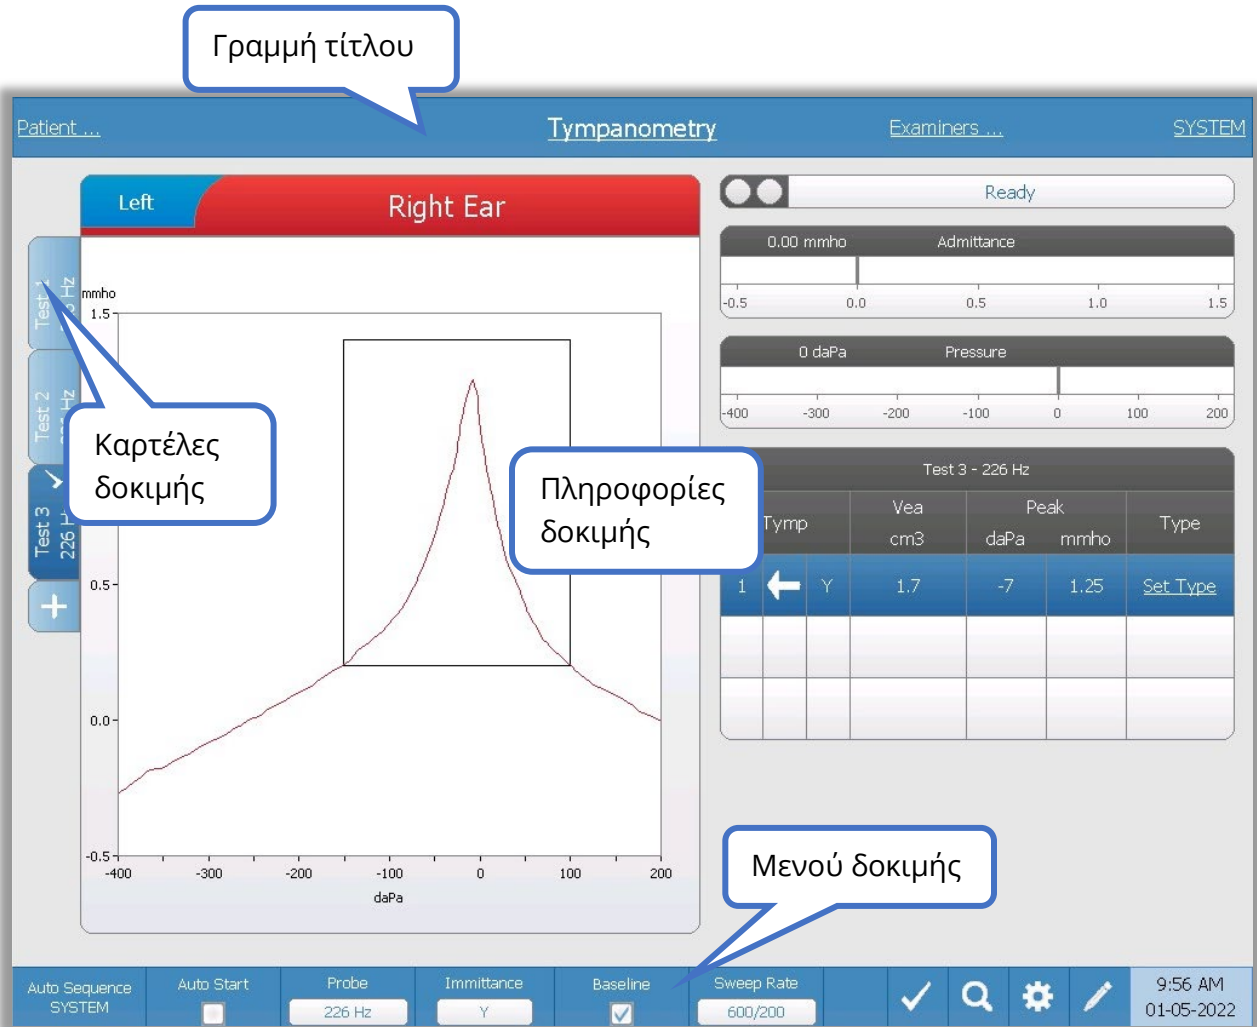 Γραμμή τίτλου
Patient ...
Tympanometry
Examiners ...
SYSTEM
Left
Right Ear
Ready
0.00 mmho
Admittance
-0.5
0.0
0.5
1.0
1.5
0 daPa
Pressure
-400
-300
-200
-100
0
100
200
Test 1
Hz
Test 2
Hz
Test 3
226 H
Καρτέλες
δοκιμής
mmho
1.5
0.5
0.0
-0.5
-400
-300
-200
-100
0
100
200
daPa
Πληροφορίες
δοκιμής
Test 3 - 226 Hz
Tymp
Vea
cm3
Peak
daPa
mmho
Type
1
Y
1.7
-7
1.25
Set Type
Μενού δοκιμής
Auto Sequence
SYSTEM
Auto Start
Probe
226 Hz
Immittance
Y
Baseline
Sweep Rate
600/200
9:56 AM
01-05-2022